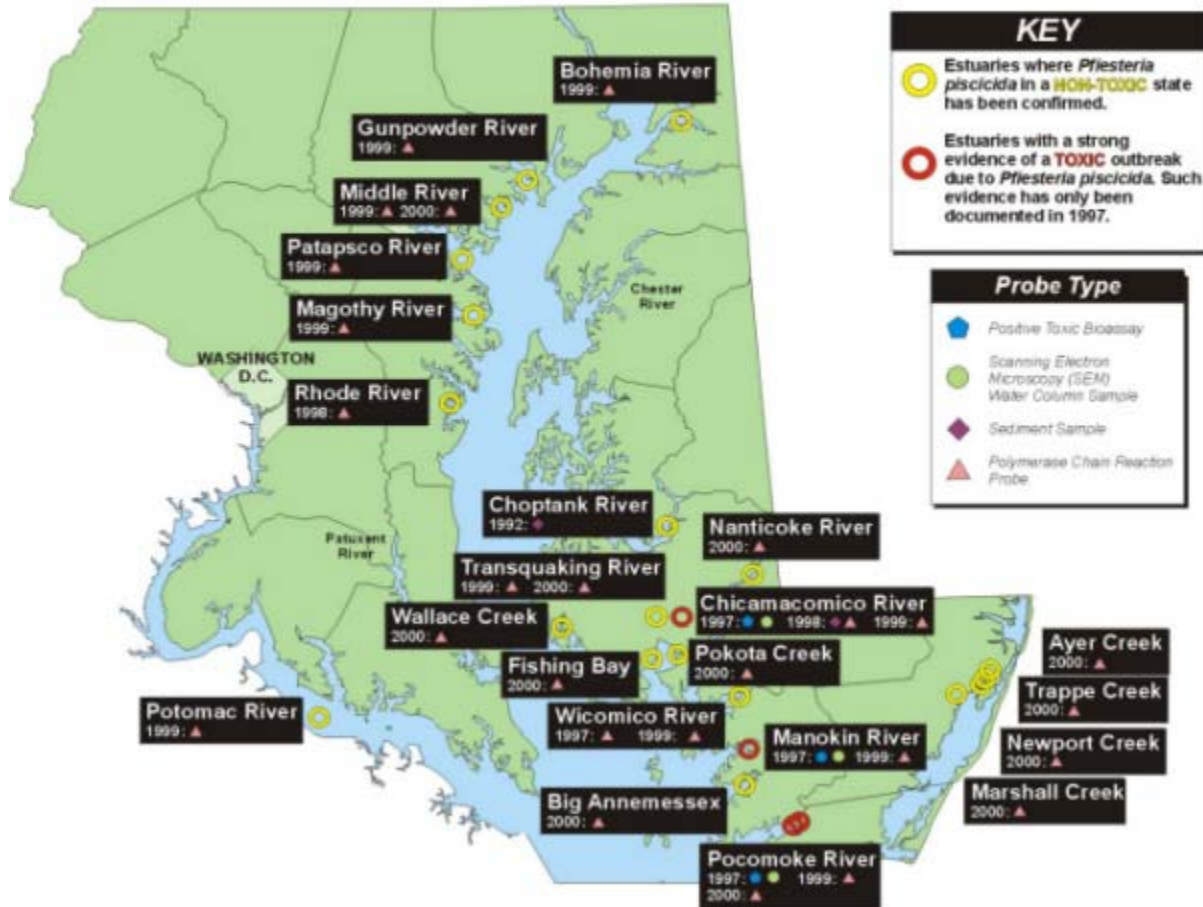 KEY
Estuaries where Pfiesteria
piscicida in a NON-TOXIC state
has been confirmed.
Estuaries with a strong
evidence of a TOXIC outbreak
due to Pfiesteria piscicida. Such
evidence has only been
documented in 1997.
Probe Type
Positive Toxic Bioassay
Scanning Electron
Microscopy (SEM)
Water Column Sample
Sediment Sample
Polymerase Chain Reaction
Probe
Bohemia River
1999:
Gunpowder River
1999:
Middle River
1999: 2000:
Patapsco River
1999:
Magothy River
1999:
Chester
River
WASHINGTON
D.C.
Rhode River
1998:
Choptank River
1992:
Nanticoke River
2000:
Patuxent
River
Transquaking River
1999: 2000:
Wallace Creek
2000:
Chicamacomico River
1997: 1998: 1999:
Fishing Bay
2000:
Pokota Creek
2000:
Ayer Creek
2000:
Trappe Creek
2000:
Newport Creek
2000:
Marshall Creek
2000:
Potomac River
1999:
Wicomico River
1997: 1999:
Manokin River
1997: 1999:
Big Annemessex
2000:
Pocomoke River
1997: 1999:
2000: